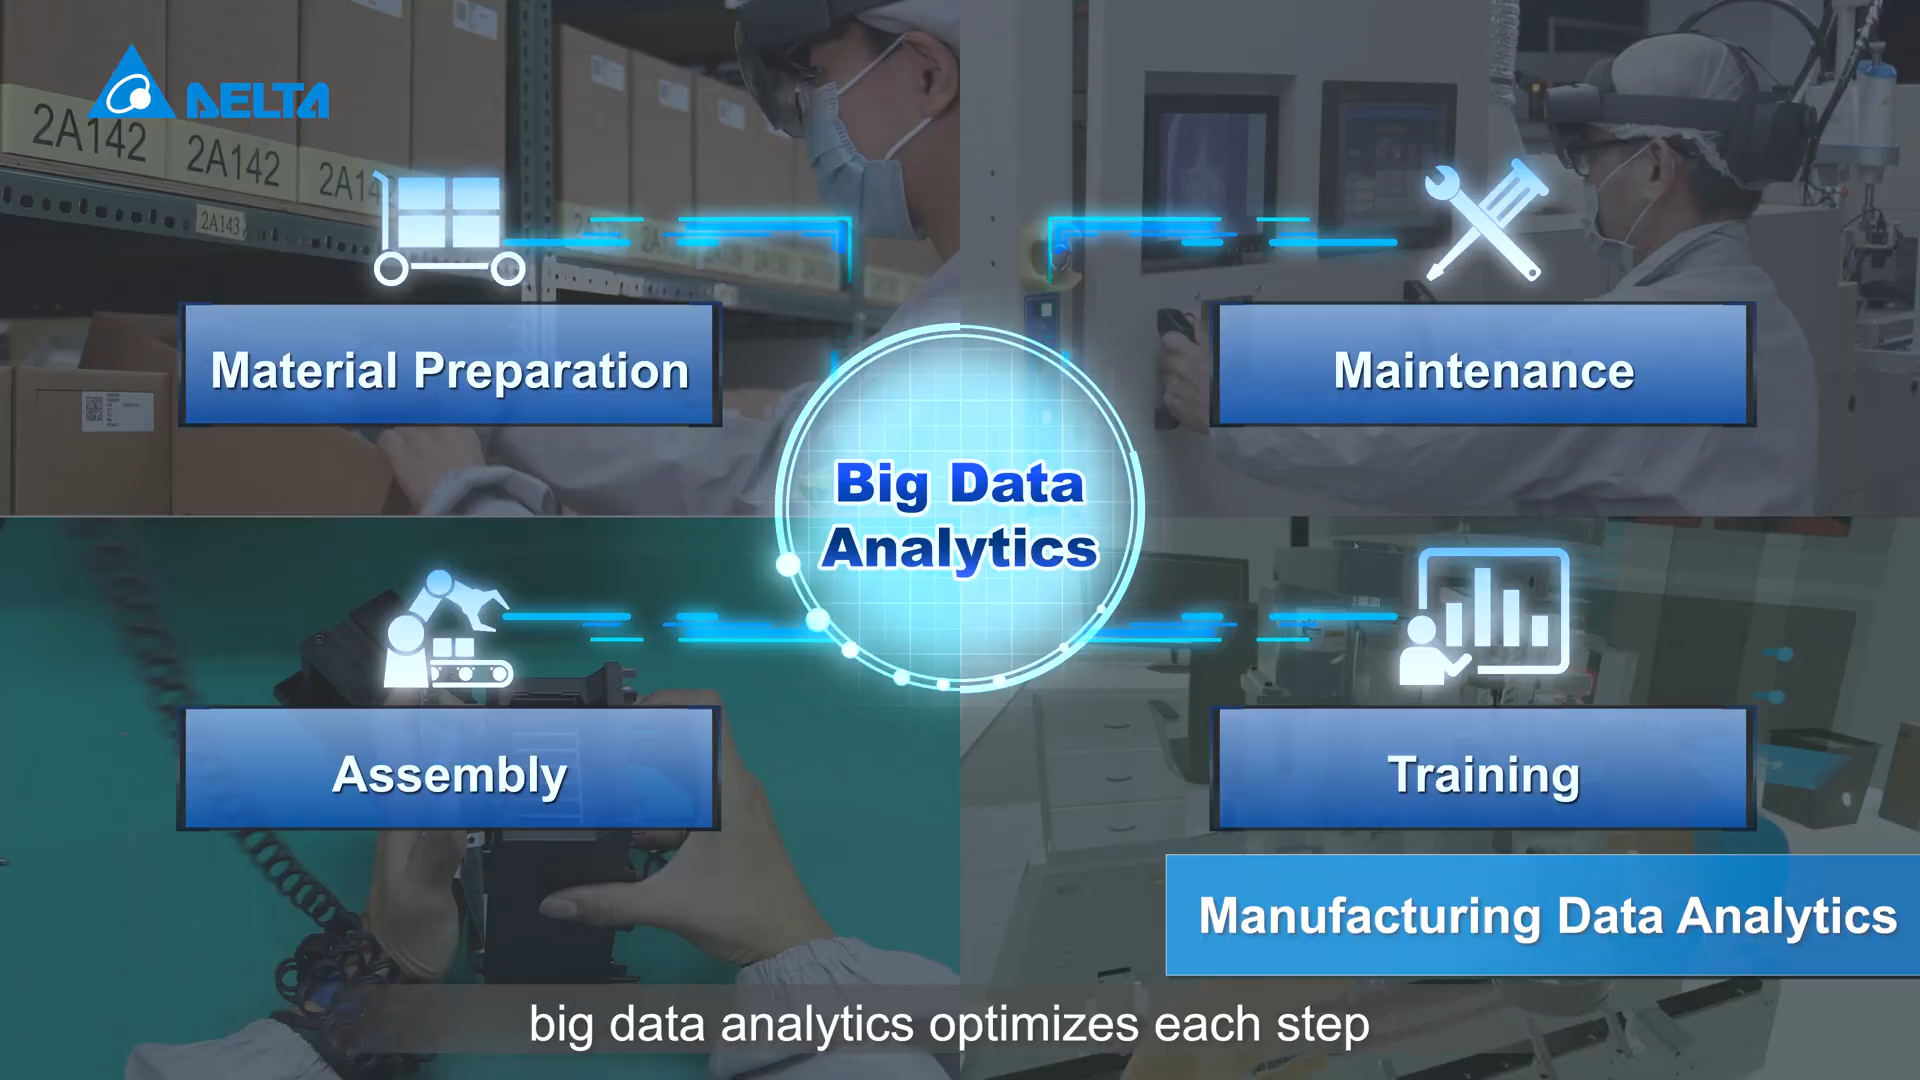 DELTA
2A142
2A142
2A14
2A143
Material Preparation
Maintenance
Big Data
Analytics
Assembly
Training
Manufacturing Data Analytics
big data analytics optimizes each step